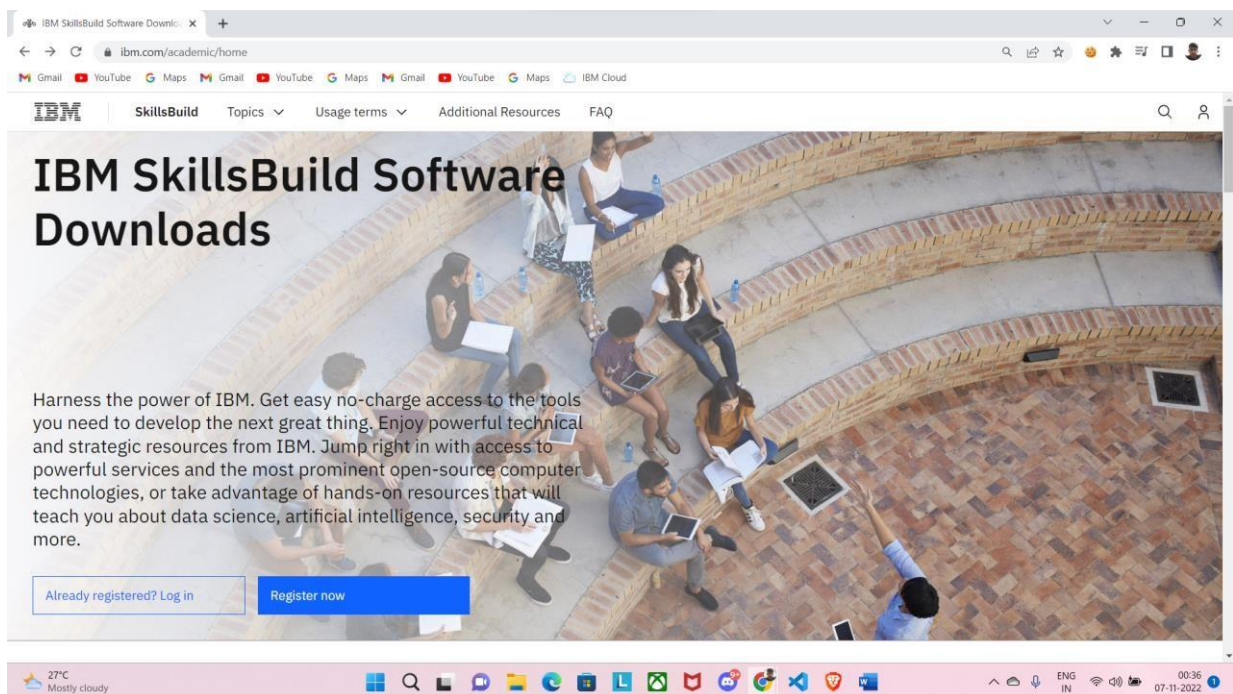 IBM SkillsBuild Software Downlo
ibm.com/academic/home
Gmail YouTube Maps Gmail YouTube Maps Gmail YouTube Maps IBM Cloud
IBM SkillsBuild Topics Usage terms Additional Resources FAQ
IBM SkillsBuild Software
Downloads
Harness the power of IBM. Get easy no-charge access to the tools
you need to develop the next great thing. Enjoy powerful technical
and strategic resources from IBM. Jump right in with access to
powerful services and the most prominent open-source computer
technologies, or take advantage of hands-on resources that will
teach you about data science, artificial intelligence, security and
more.
Already registered? Log in Register now
27°C
Mostly cloudy
ENG
IN
00:36
07-11-2022
1